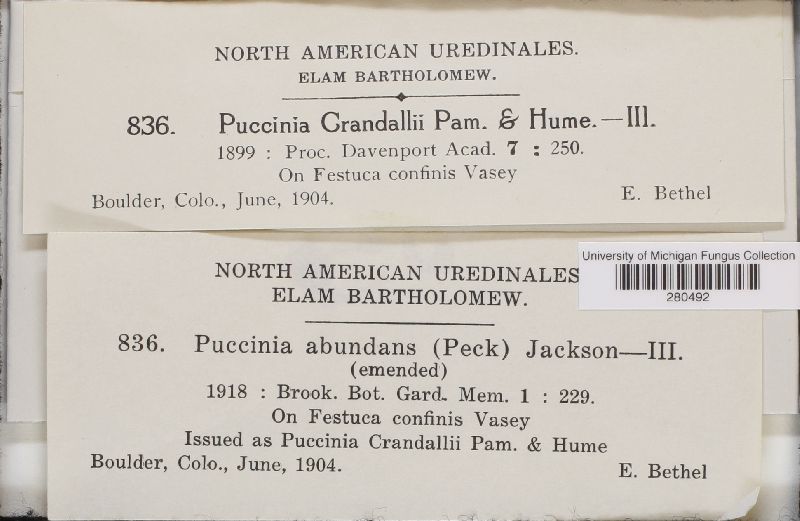 NORTH AMERICAN UREDINALES.
ELAM BARTHOLOMEW.
836. Puccinia Crandallii Pam. & Hume.—III.
1899 : Proc. Davenport Acad. 7 : 250.
On Festuca confinis Vasey
Boulder, Colo., June, 1904. E. Bethel
University of Michigan Fungus Collection
280492
NORTH AMERICAN UREDINALES
ELAM BARTHOLOMEW.
836. Puccinia abundans (Peck) Jackson—III.
(emended)
1918 : Brook. Bot. Gard. Mem. 1 : 229.
On Festuca confinis Vasey
Issued as Puccinia Crandallii Pam. & Hume
Boulder, Colo., June, 1904. E. Bethel